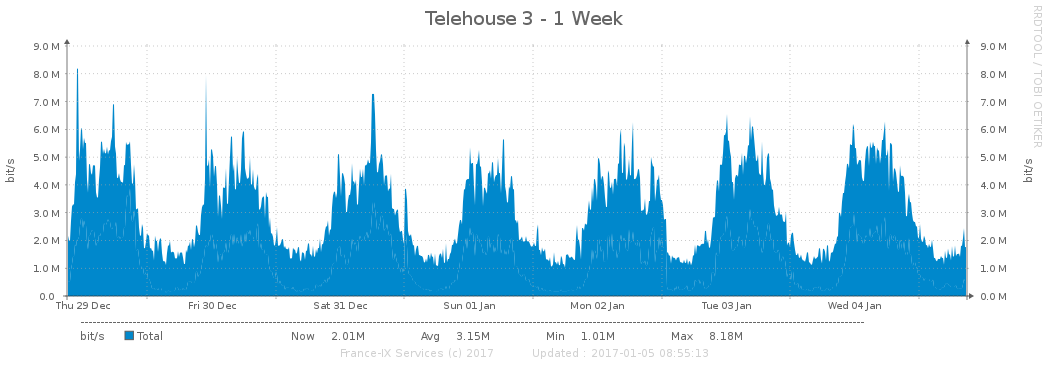 Telehouse 3 - 1 Week
RRDTOOL / TOBI OETIKER
9.0 M 9.0 M
8.0 M 8.0 M
7.0 M 7.0 M
6.0 M 6.0 M
5.0 M 5.0 M
4.0 M 4.0 M
3.0 M 3.0 M
2.0 M 2.0 M
1.0 M 1.0 M
0.0 0.0 M
bit/s
bit/s
Thu 29 Dec Fri 30 Dec Sat 31 Dec Sun 01 Jan Mon 02 Jan Tue 03 Jan Wed 04 Jan
bit/s Total Now 2.01M Avg 3.15M Min 1.01M Max 8.18M
France-IX Services (c) 2017 Updated : 2017-01-05 08:55:13